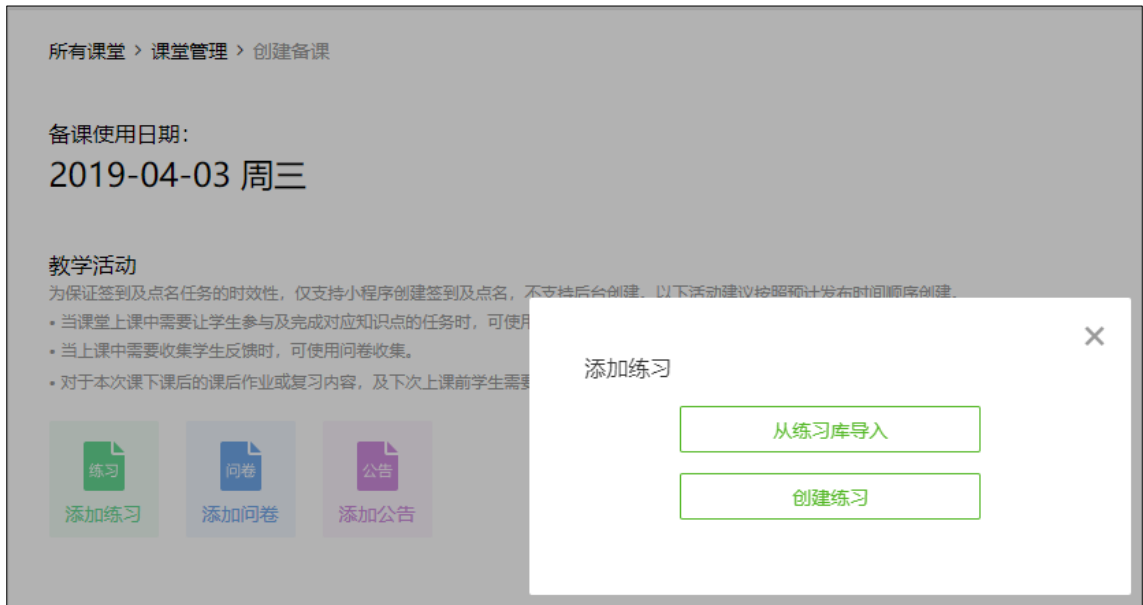 所有课堂 > 课堂管理 > 创建备课
备课使用日期：
2019-04-03 周三
教学活动
为保证签到及点名任务的时效性，仅支持小程序创建签到及点名，不支持后台创建。以下活动建议按照预计发布时间顺序创建。
▪ 当课堂上课中需要让学生参与及完成对应知识点的任务时，可使用
▪ 当上课中需要收集学生反馈时，可使用问卷收集。
▪ 对于本次课下课后的课后作业或复习内容，及下次上课前学生需要
练习
问卷
公告
添加练习
添加问卷
添加公告
添加练习
×
从练习库导入
创建练习